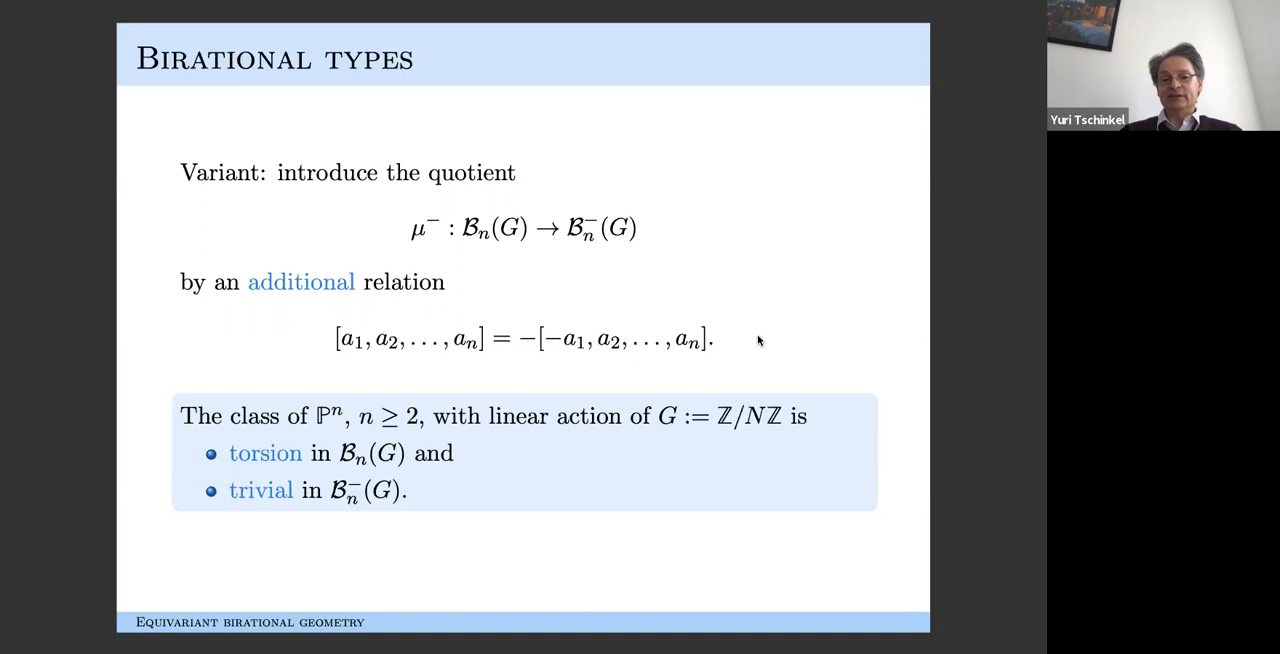 BIRATIONAL TYPES
Variant: introduce the quotient
μ⁻ : 𝓑ₙ(G) → 𝓑ₙ⁻(G)
by an additional relation
[a₁, a₂, . . . , aₙ] = −[−a₁, a₂, . . . , aₙ].
The class of ℙⁿ, n ≥ 2, with linear action of G := ℤ/Nℤ is
• torsion in 𝓑ₙ(G) and
• trivial in 𝓑ₙ⁻(G).
EQUIVARIANT BIRATIONAL GEOMETRY
Yuri Tschinkel